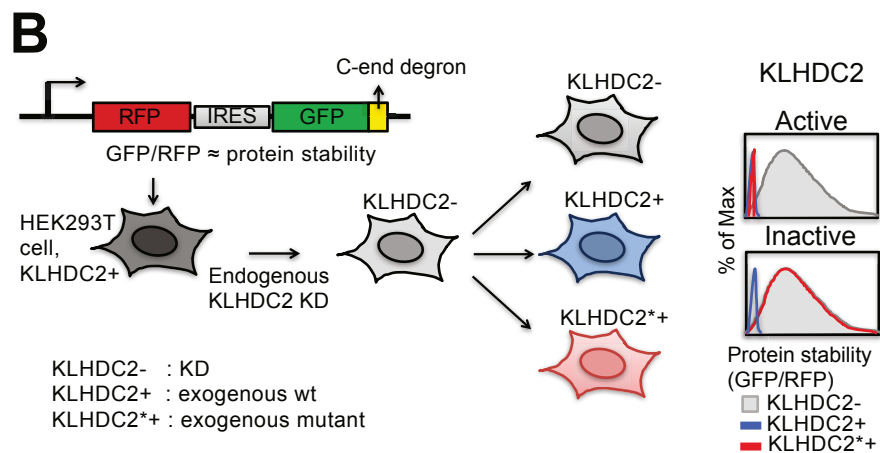 B
C-end degron
RFP
IRES
GFP
GFP/RFP ≈ protein stability
HEK293T
cell,
KLHDC2+
Endogenous
KLHDC2 KD
KLHDC2-
KLHDC2-
KLHDC2+
KLHDC2*+
KLHDC2-    : KD
KLHDC2+   : exogenous wt
KLHDC2*+ : exogenous mutant
KLHDC2
Active
% of Max
Inactive
Protein stability
(GFP/RFP)
KLHDC2-
KLHDC2+
KLHDC2*+